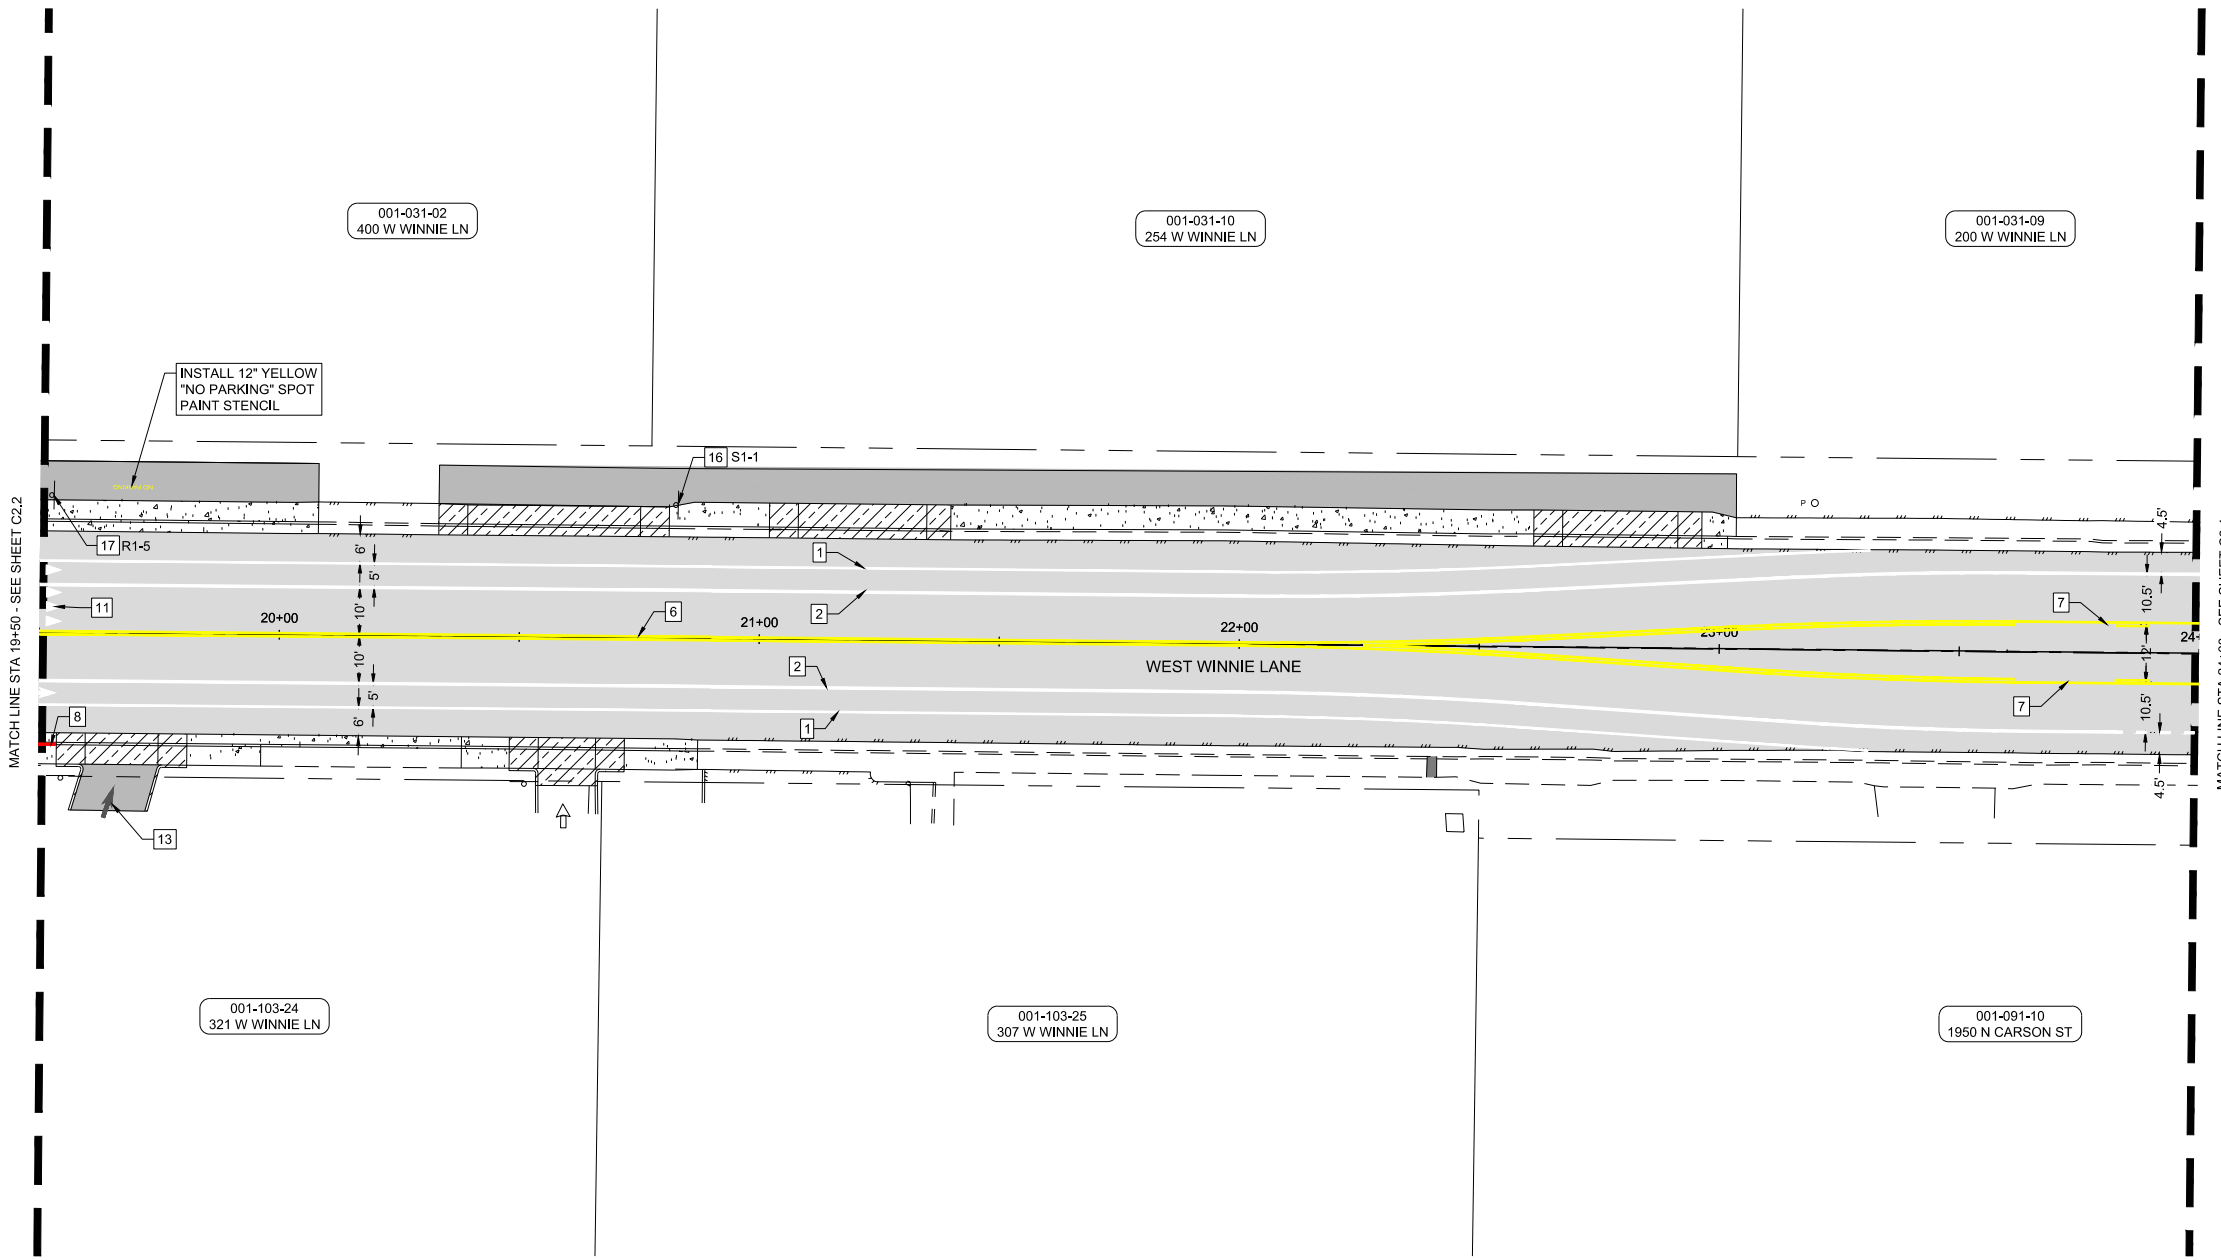 001-031-02
400 W WINNIE LN
001-031-10
254 W WINNIE LN
001-031-09
200 W WINNIE LN
INSTALL 12" YELLOW
"NO PARKING" SPOT
PAINT STENCIL
16 S1-1
17 R1-5
P
MATCH LINE STA 19+50 - SEE SHEET C2.2
4.5'
6'
5'
1
11
10'
2
6
7
10.5'
20+00
21+00
22+00
23+00
24+
12'
WEST WINNIE LANE
10'
2
5'
7
10.5'
8
6'
1
4.5'
13
001-103-24
321 W WINNIE LN
001-103-25
307 W WINNIE LN
001-091-10
1950 N CARSON ST